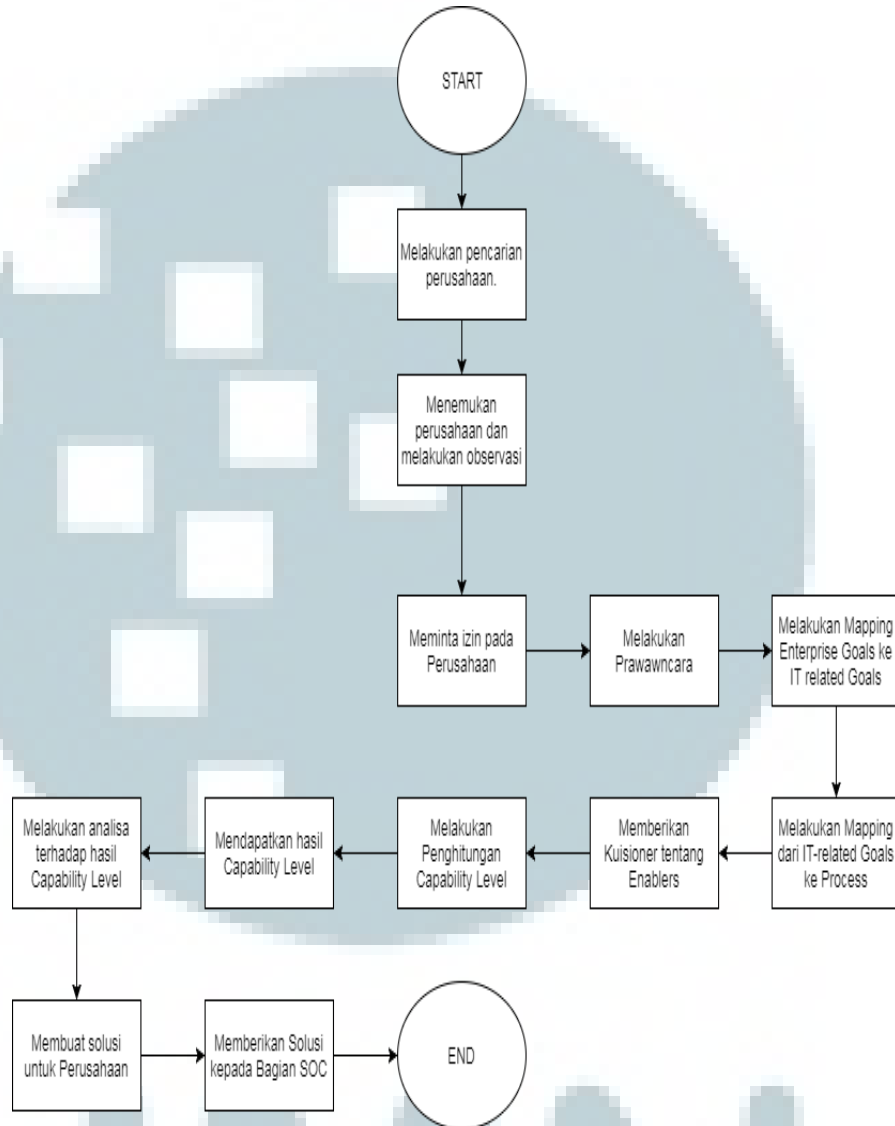 START
Melakukan pencarian
perusahaan.
Menemukan
perusahaan dan
melakukan observasi
Meminta izin pada
Perusahaan
Melakukan
Prawawncara
Melakukan Mapping
Enterprise Goals ke
IT related Goals
Melakukan Mapping
dari IT-related Goals
ke Process
Memberikan
Kuisioner tentang
Enablers
Melakukan
Penghitungan
Capability Level
Mendapatkan hasil
Capability Level
Melakukan analisa
terhadap hasil
Capability Level
Membuat solusi
untuk Perusahaan
Memberikan Solusi
kepada Bagian SOC
END